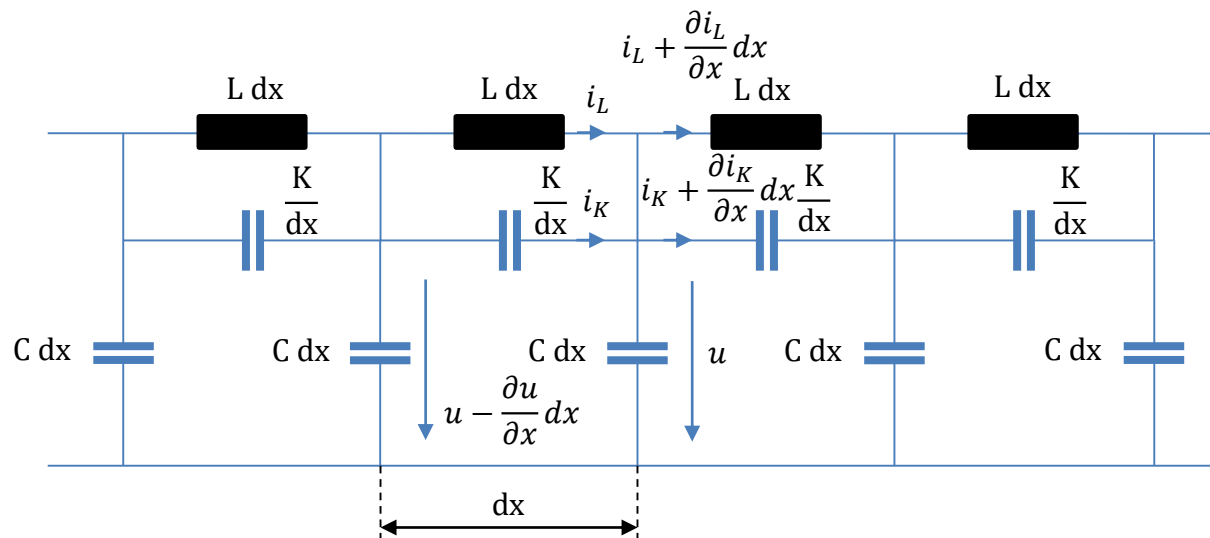 i_L + ∂i_L/∂x dx
L dx
L dx
i_L
L dx
L dx
K/dx
K/dx
i_K
i_K + ∂i_K/∂x dx
K/dx
K/dx
C dx
C dx
C dx
u
C dx
C dx
u − ∂u/∂x dx
dx